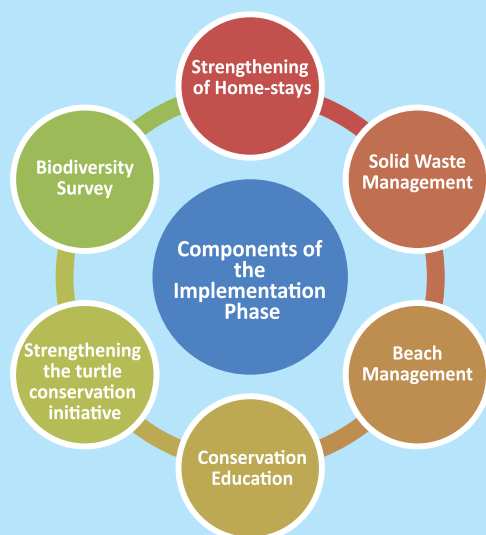 Strengthening
of Home-stays
Solid Waste
Management
Beach
Management
Conservation
Education
Strengthening
the turtle
conservation
initiative
Biodiversity
Survey
Components of
the
Implementation
Phase